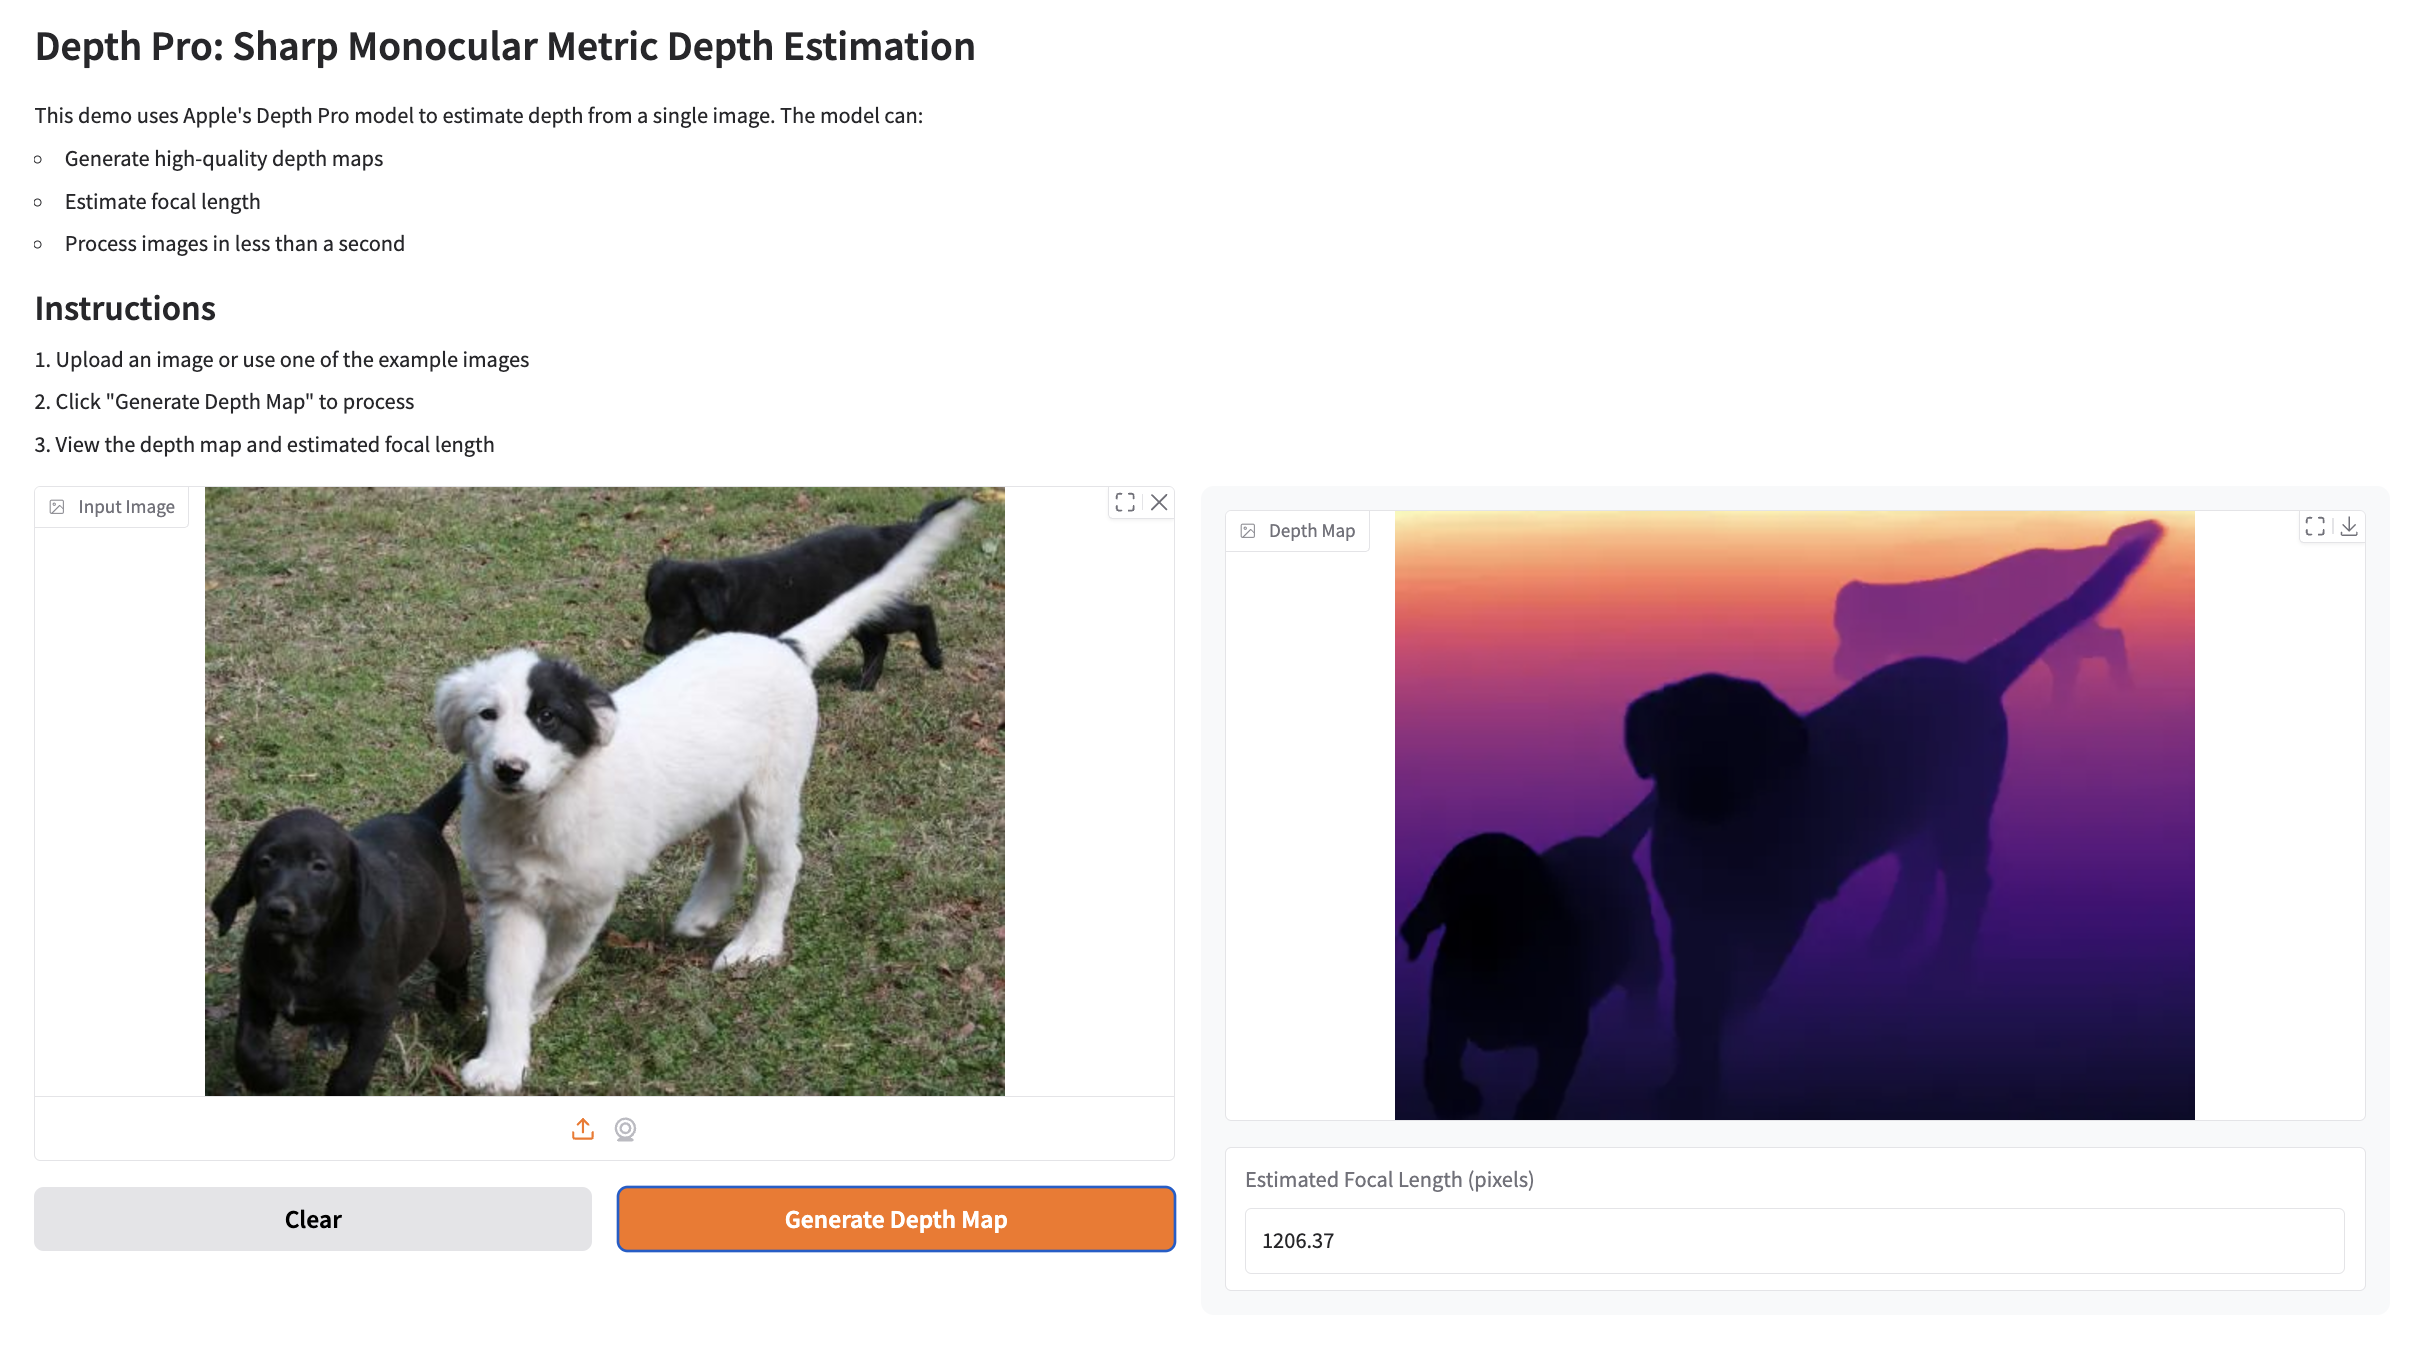 Depth Pro: Sharp Monocular Metric Depth Estimation
This demo uses Apple's Depth Pro model to estimate depth from a single image. The model can:
Generate high-quality depth maps
Estimate focal length
Process images in less than a second
Instructions
1. Upload an image or use one of the example images
2. Click "Generate Depth Map" to process
3. View the depth map and estimated focal length
Input Image
Depth Map
Clear
Generate Depth Map
Estimated Focal Length (pixels)
1206.37